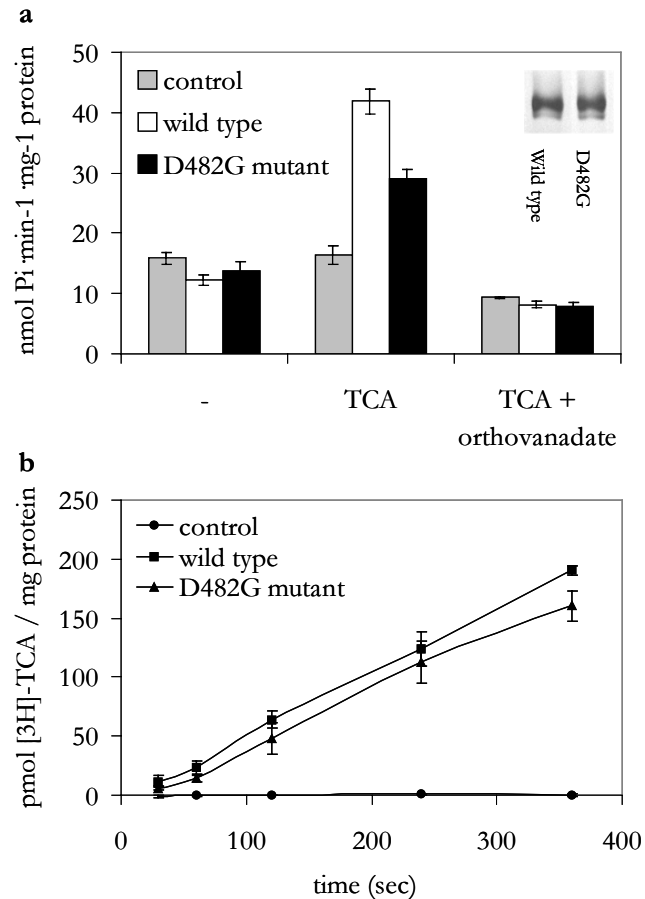 a
nmol Pi·min-1·mg-1 protein
50
40
30
20
10
0
control
wild type
D482G mutant
Wild type
D482G
-
TCA
TCA +
orthovanadate
b
pmol [3H]-TCA / mg protein
250
200
150
100
50
0
control
wild type
D482G mutant
0
100
200
300
400
time (sec)